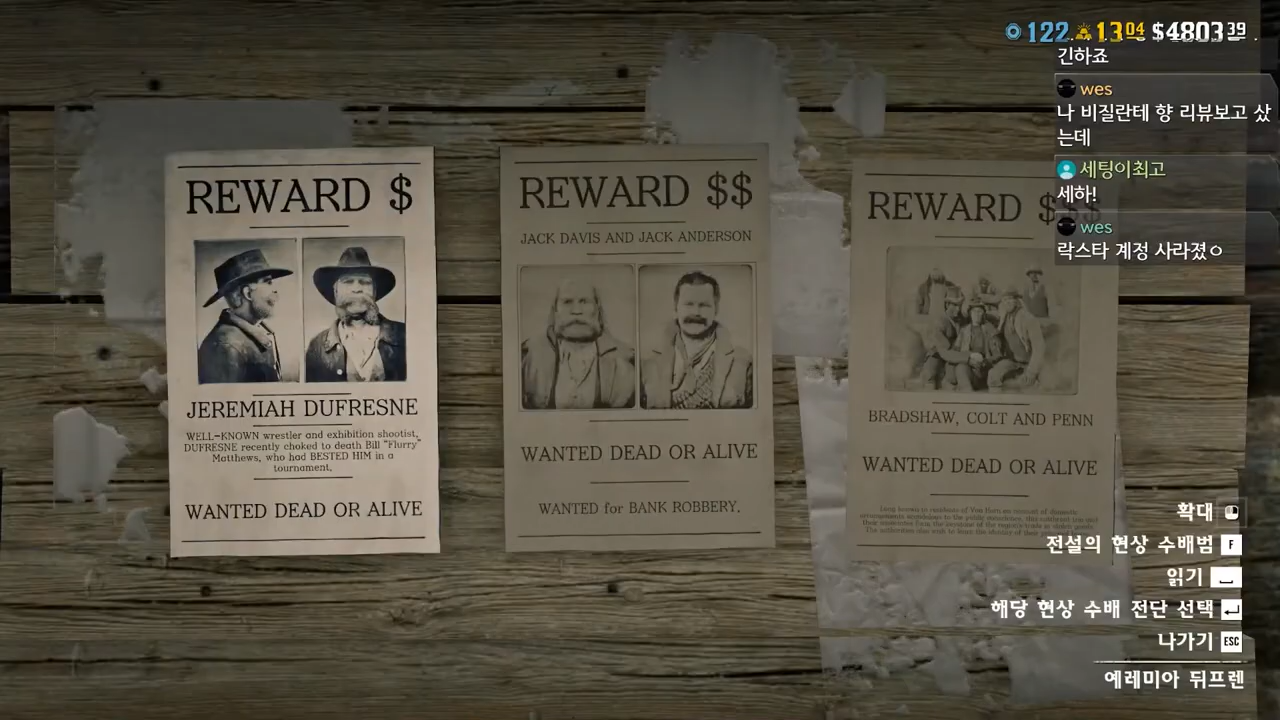 122 13 04 $4803 39
긴하죠
wes
나 비질란테 향 리뷰보고 샀
는데
세팅이최고
세하!
wes
락스타 계정 사라졌ㅇ
REWARD $
JEREMIAH DUFRESNE
WELL-KNOWN wrestler and exhibition shootist,
DUFRESNE recently choked to death Bill "Flurry"
Matthews, who had BESTED HIM in a
tournament.
WANTED DEAD OR ALIVE
REWARD $$
JACK DAVIS AND JACK ANDERSON
WANTED DEAD OR ALIVE
WANTED for BANK ROBBERY.
REWARD $$$
BRADSHAW, COLT AND PENN
WANTED DEAD OR ALIVE
확대
전설의 현상 수배범 F
읽기
해당 현상 수배 전단 선택
나가기 ESC
예레미아 뒤프렌